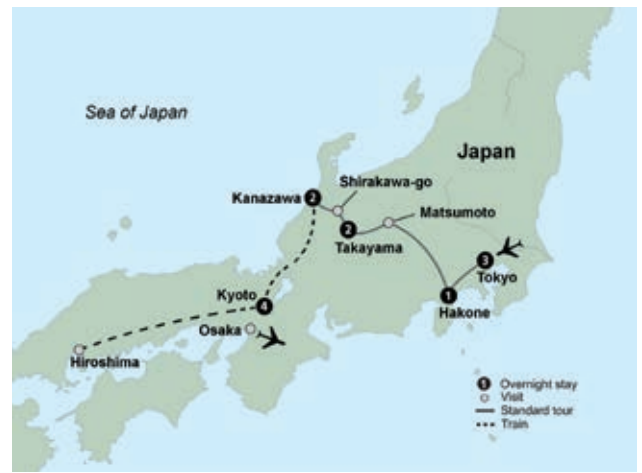 Sea of Japan
Japan
Shirakawa-go
Kanazawa
2
Matsumoto
2
Takayama
3
Tokyo
Kyoto
4
1
Hakone
Osaka
Hiroshima
1 Overnight stay
Visit
Standard tour
Train